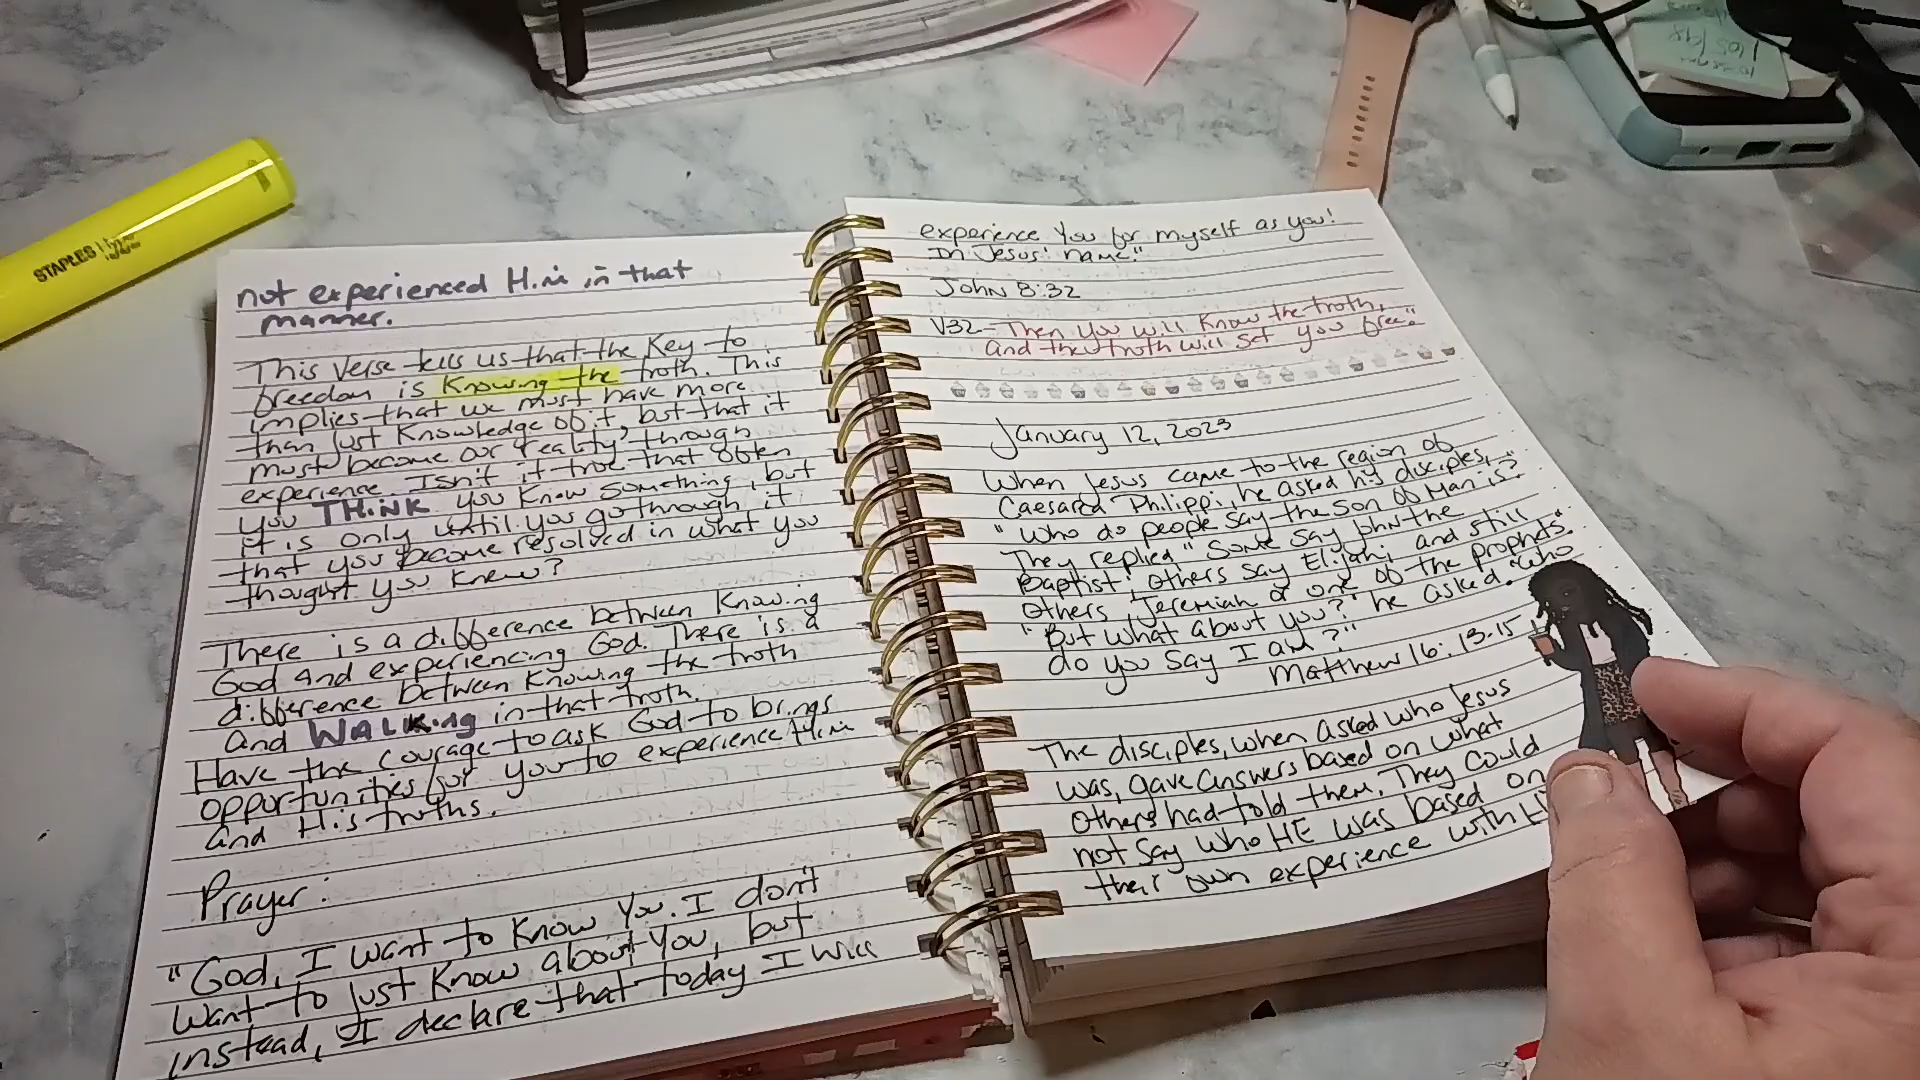 STAPLES Hype
not experienced Him in that
manner.
This Verse tells us that the Key to
freedom is Knowing the troth. This
implies that we must have more
than just Knowledge of it, but that it
must become our reality through
experience. Isn't it true that often
you THiNK you know something, but
it is only until you go through it
that you become resolved in what you
thought you knew?
There is a difference between Knowing
God and experiencing God. There is a
difference between Knowing the troth
and WALKing in that troth.
Have the courage to ask God to brings
opportunities for you to experience Him
and His truths.
Prayer:
"God, I want to Know You. I don't
want to just Know about You, but
instead, I declare that today I will
experience You for myself as you!
In Jesus' name."
John 8:32
V32- Then you will Know the troth,
and the truth will set you free."
January 12, 2023
When Jesus came to the region of
Caesarea Philippi, he asked his disciples,
"Who do people say the Son of Man is?"
They replied "Some say John the
Baptist; others say Elijah; and still
others, Jeremiah or one of the prophets."
"But what about you?" he asked. "Who
do you say I am?"
Matthew 16:13-15
The disciples, when asked who Jesus
was, gave answers based on what
others had told them. They could
not say who HE was based on
their own experience with